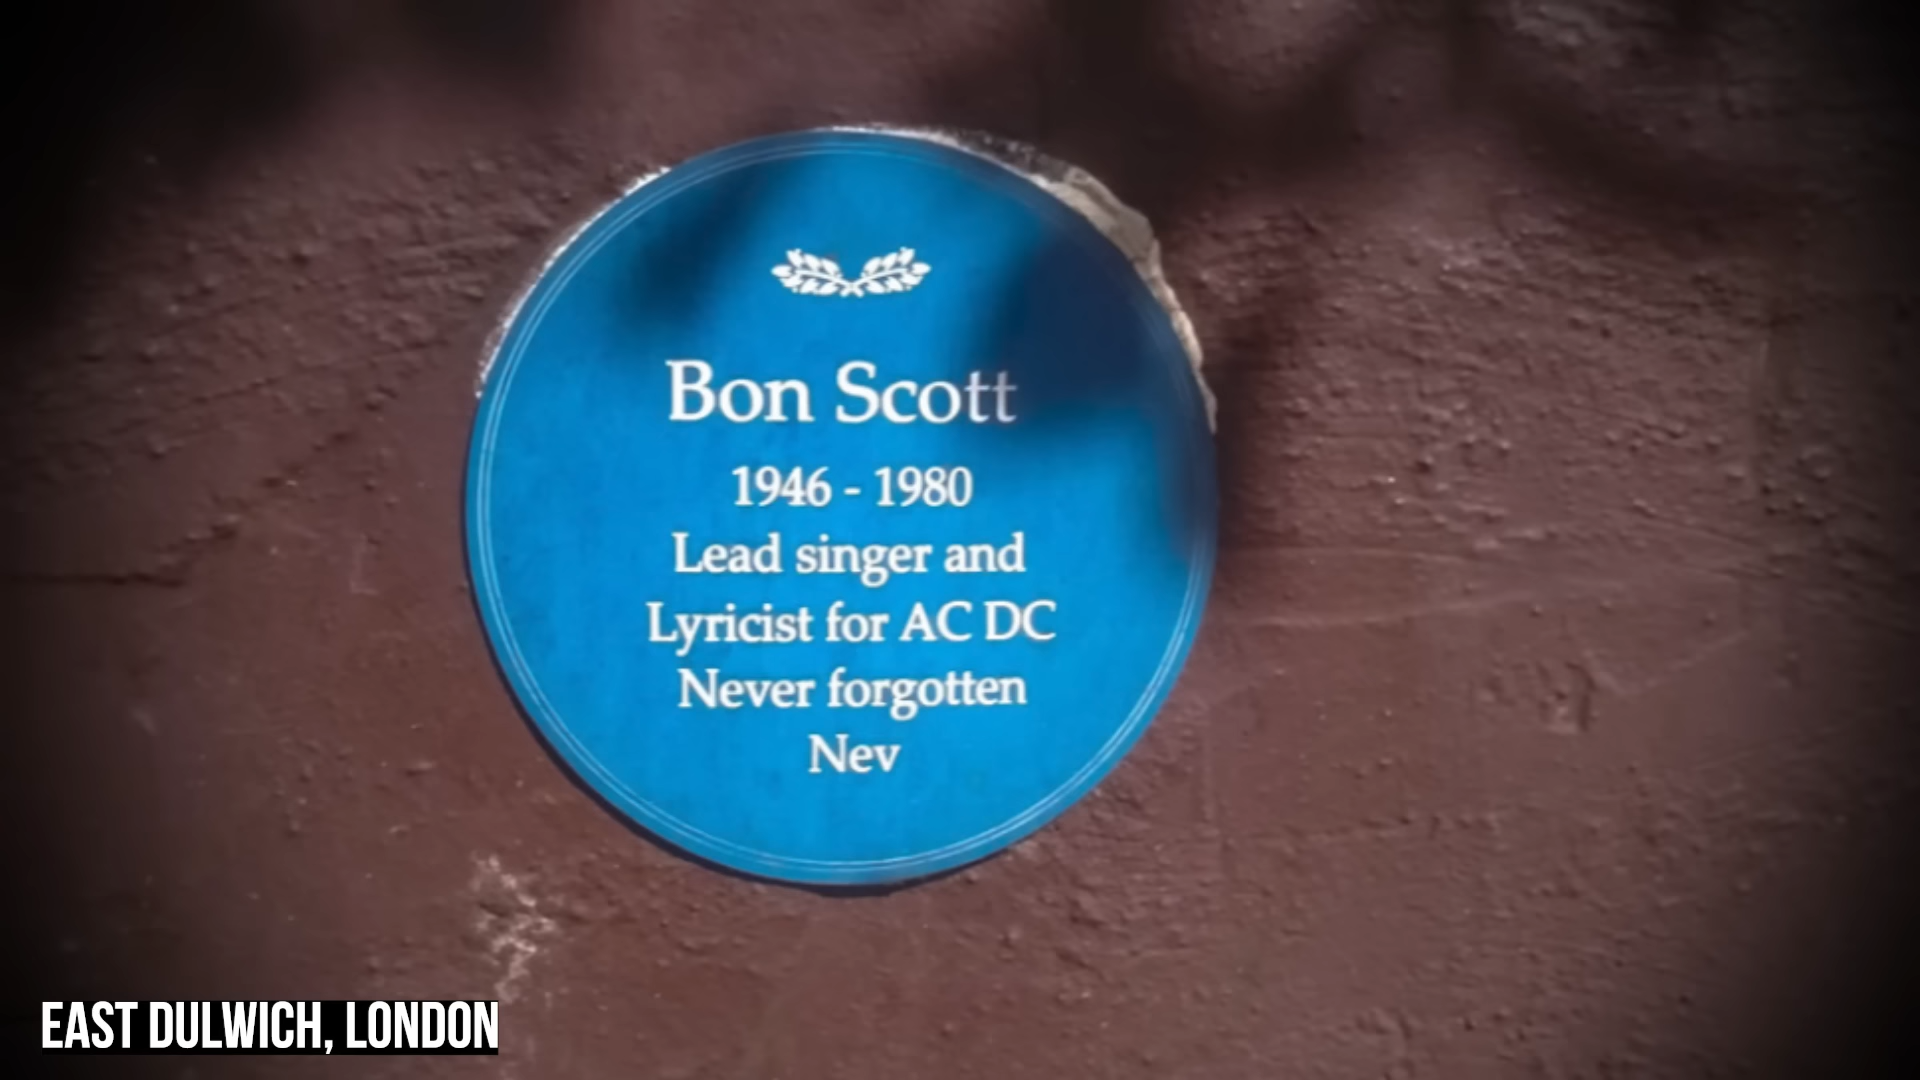 Bon Scott
1946 - 1980
Lead singer and
Lyricist for AC DC
Never forgotten
Nev
EAST DULWICH, LONDON